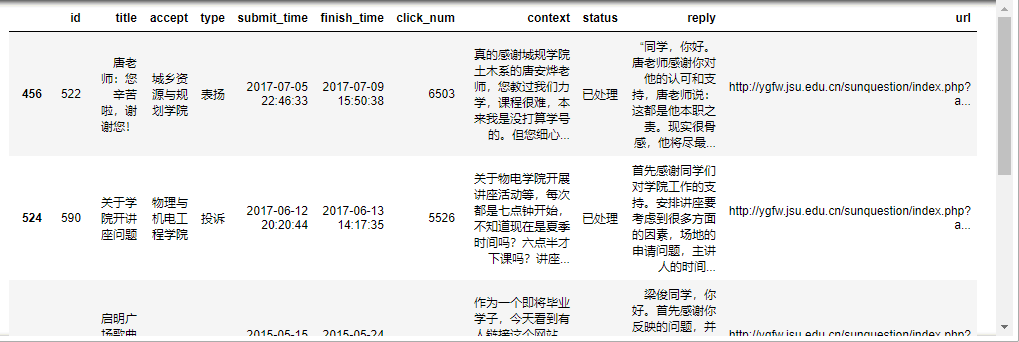 id title accept type submit_time finish_time click_num context status reply url
456 522
唐老
师：您
辛苦
啦，谢
谢您！
城乡资
源与规
划学院
表扬
2017-07-05
22:46:33
2017-07-09
15:50:38
6503
真的感谢城规学院
土木系的唐安烨老
师，您教过我们力
学，课程很难，本
来我是没打算学号
的。但您细心...
已处理
“同学，你好。
唐老师感谢你对
他的认可和支
持，唐老师说：
这都是他本职之
责。现实很骨
感，他将尽最...
http://ygfw.jsu.edu.cn/sunquestion/index.php?
a...
524 590
关于学
院开讲
座问题
物理与
机电工
程学院
投诉
2017-06-12
20:20:44
2017-06-13
14:17:35
5526
关于物电学院开展
讲座活动等，每次
都是七点钟开始，
不知道现在是夏季
时间吗？六点半才
下课吗？讲座...
已处理
首先感谢同学们
对学院工作的支
持。安排讲座要
考虑到很多方面
的因素，场地的
申请问题，主讲
人的时间...
http://ygfw.jsu.edu.cn/sunquestion/index.php?
a...
启明广
场歌曲
2015-05-15
2015-05-24
作为一个即将毕业
学子，今天看到有
人链接这个网站
梁俊同学，你
好。首先感谢你
反映的问题，并
http://ygfw.jsu.edu.cn/sunquestion/index.php?